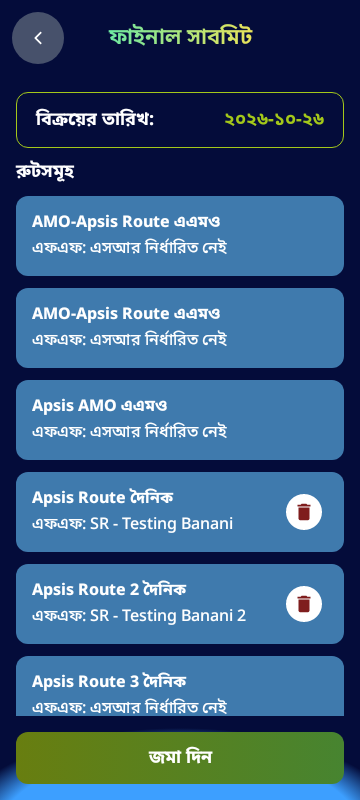 ফাইনাল সাবমিট
বিক্রয়ের তারিখ: ২০২৬-১০-২৬
রুটসমূহ
AMO-Apsis Route এএমও
এফএফ: এসআর নির্ধারিত নেই
AMO-Apsis Route এএমও
এফএফ: এসআর নির্ধারিত নেই
Apsis AMO এএমও
এফএফ: এসআর নির্ধারিত নেই
Apsis Route দৈনিক
এফএফ: SR - Testing Banani
Apsis Route 2 দৈনিক
এফএফ: SR - Testing Banani 2
Apsis Route 3 দৈনিক
এফএফ: এসআর নির্ধারিত নেই
জমা দিন